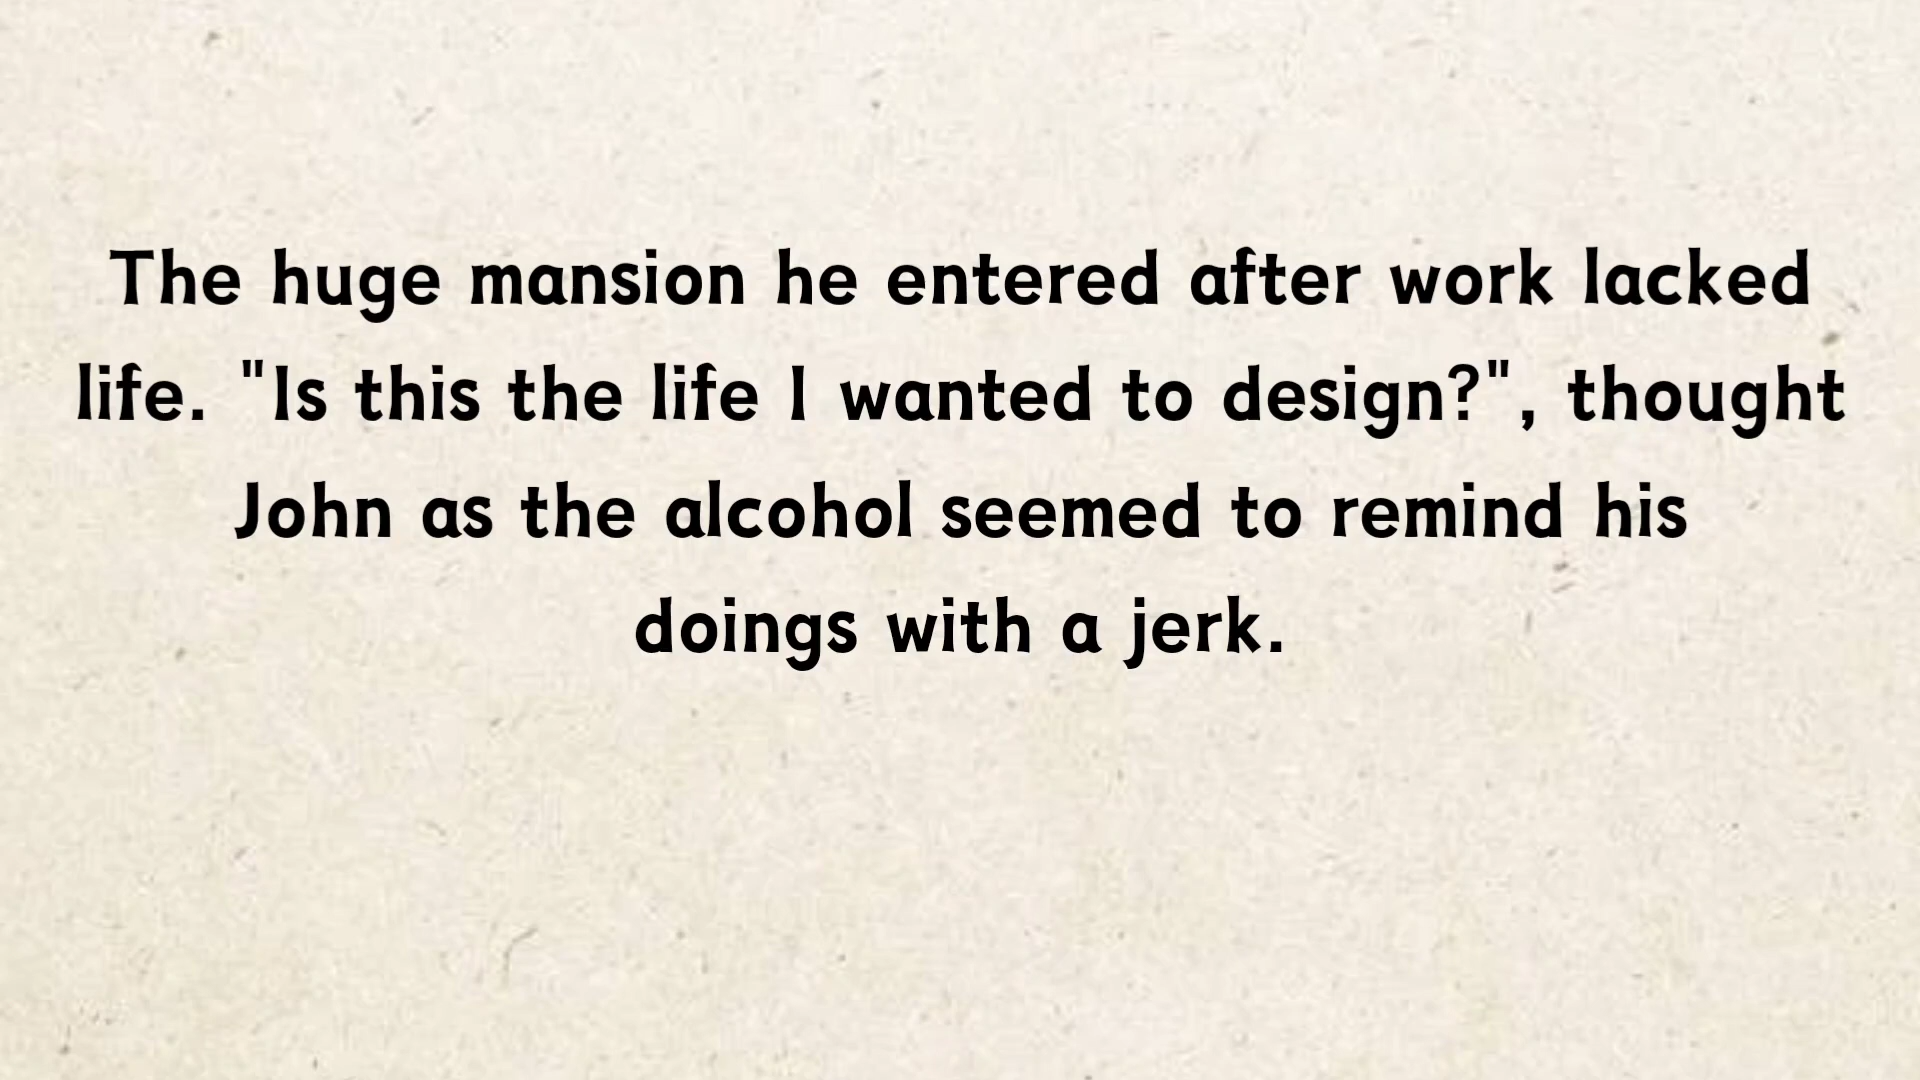 The huge mansion he entered after work lacked
life. "Is this the life I wanted to design?", thought
John as the alcohol seemed to remind his
doings with a jerk.